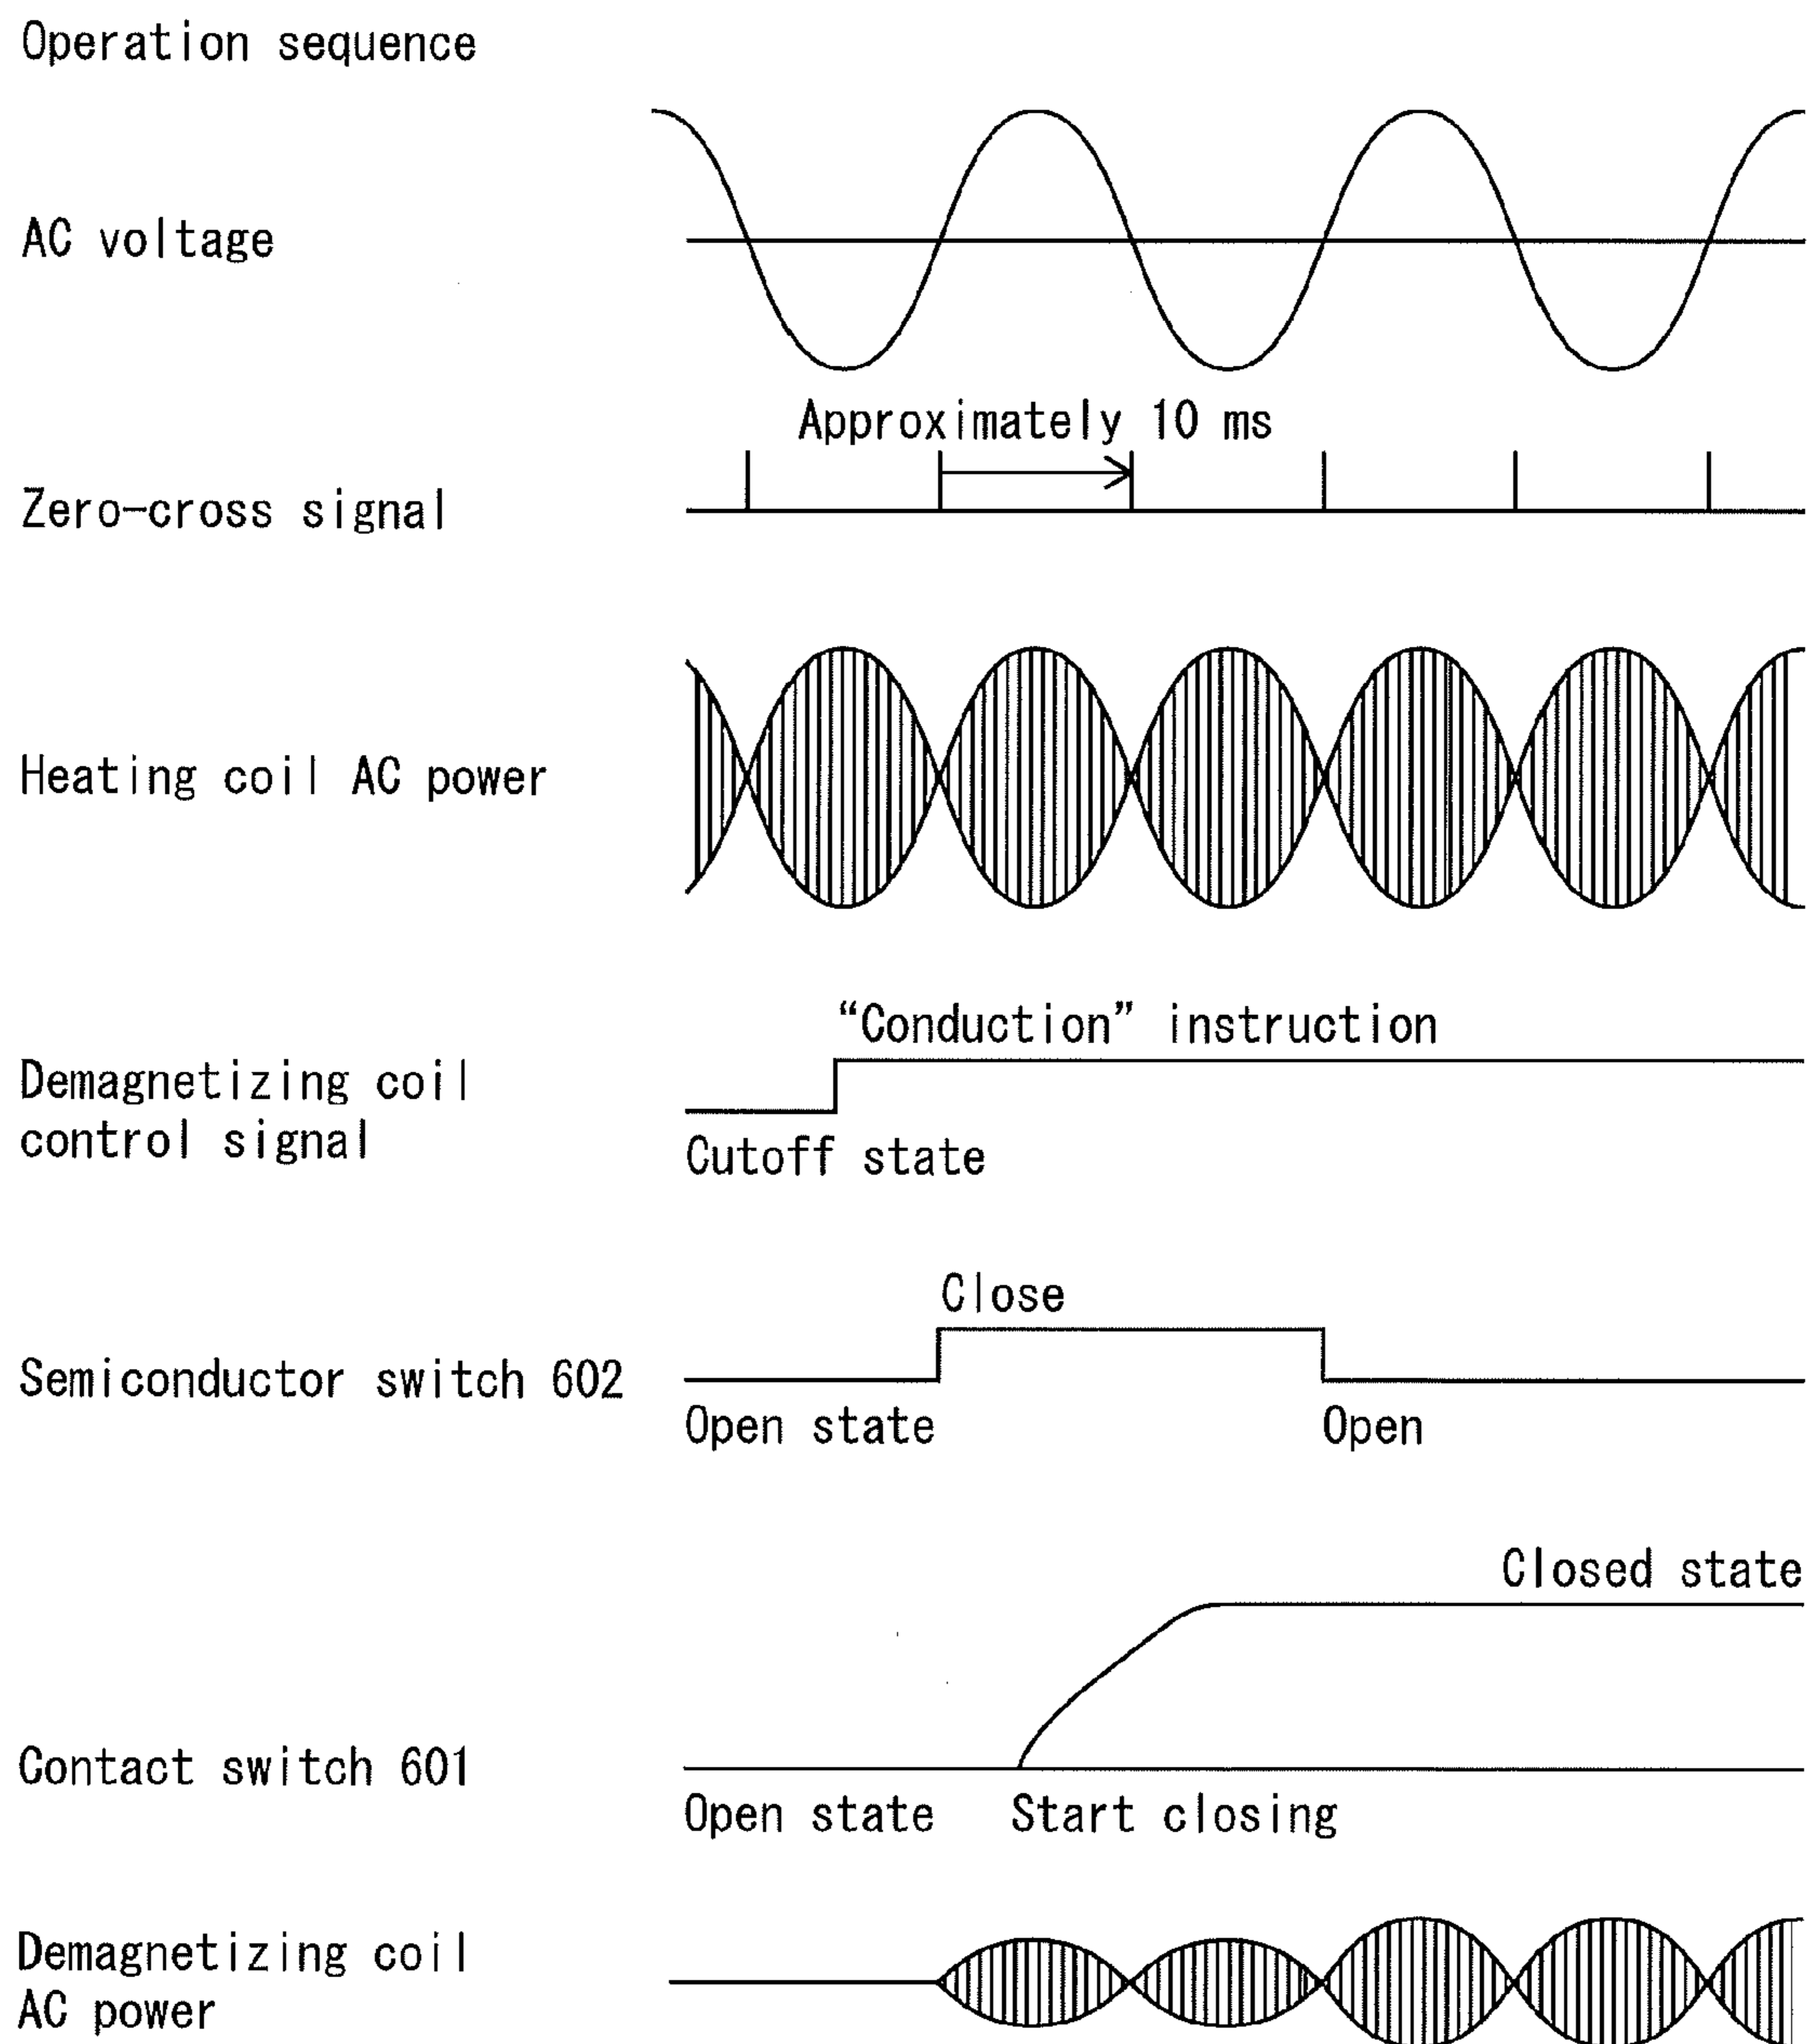 Operation sequence
AC voltage
Approximately 10 ms
Zero-cross signal
Heating coil AC power
“Conduction” instruction
Demagnetizing coil
control signal
Cutoff state
Close
Semiconductor switch 602
Open state
Open
Closed state
Contact switch 601
Open state
Start closing
Demagnetizing coil
AC power